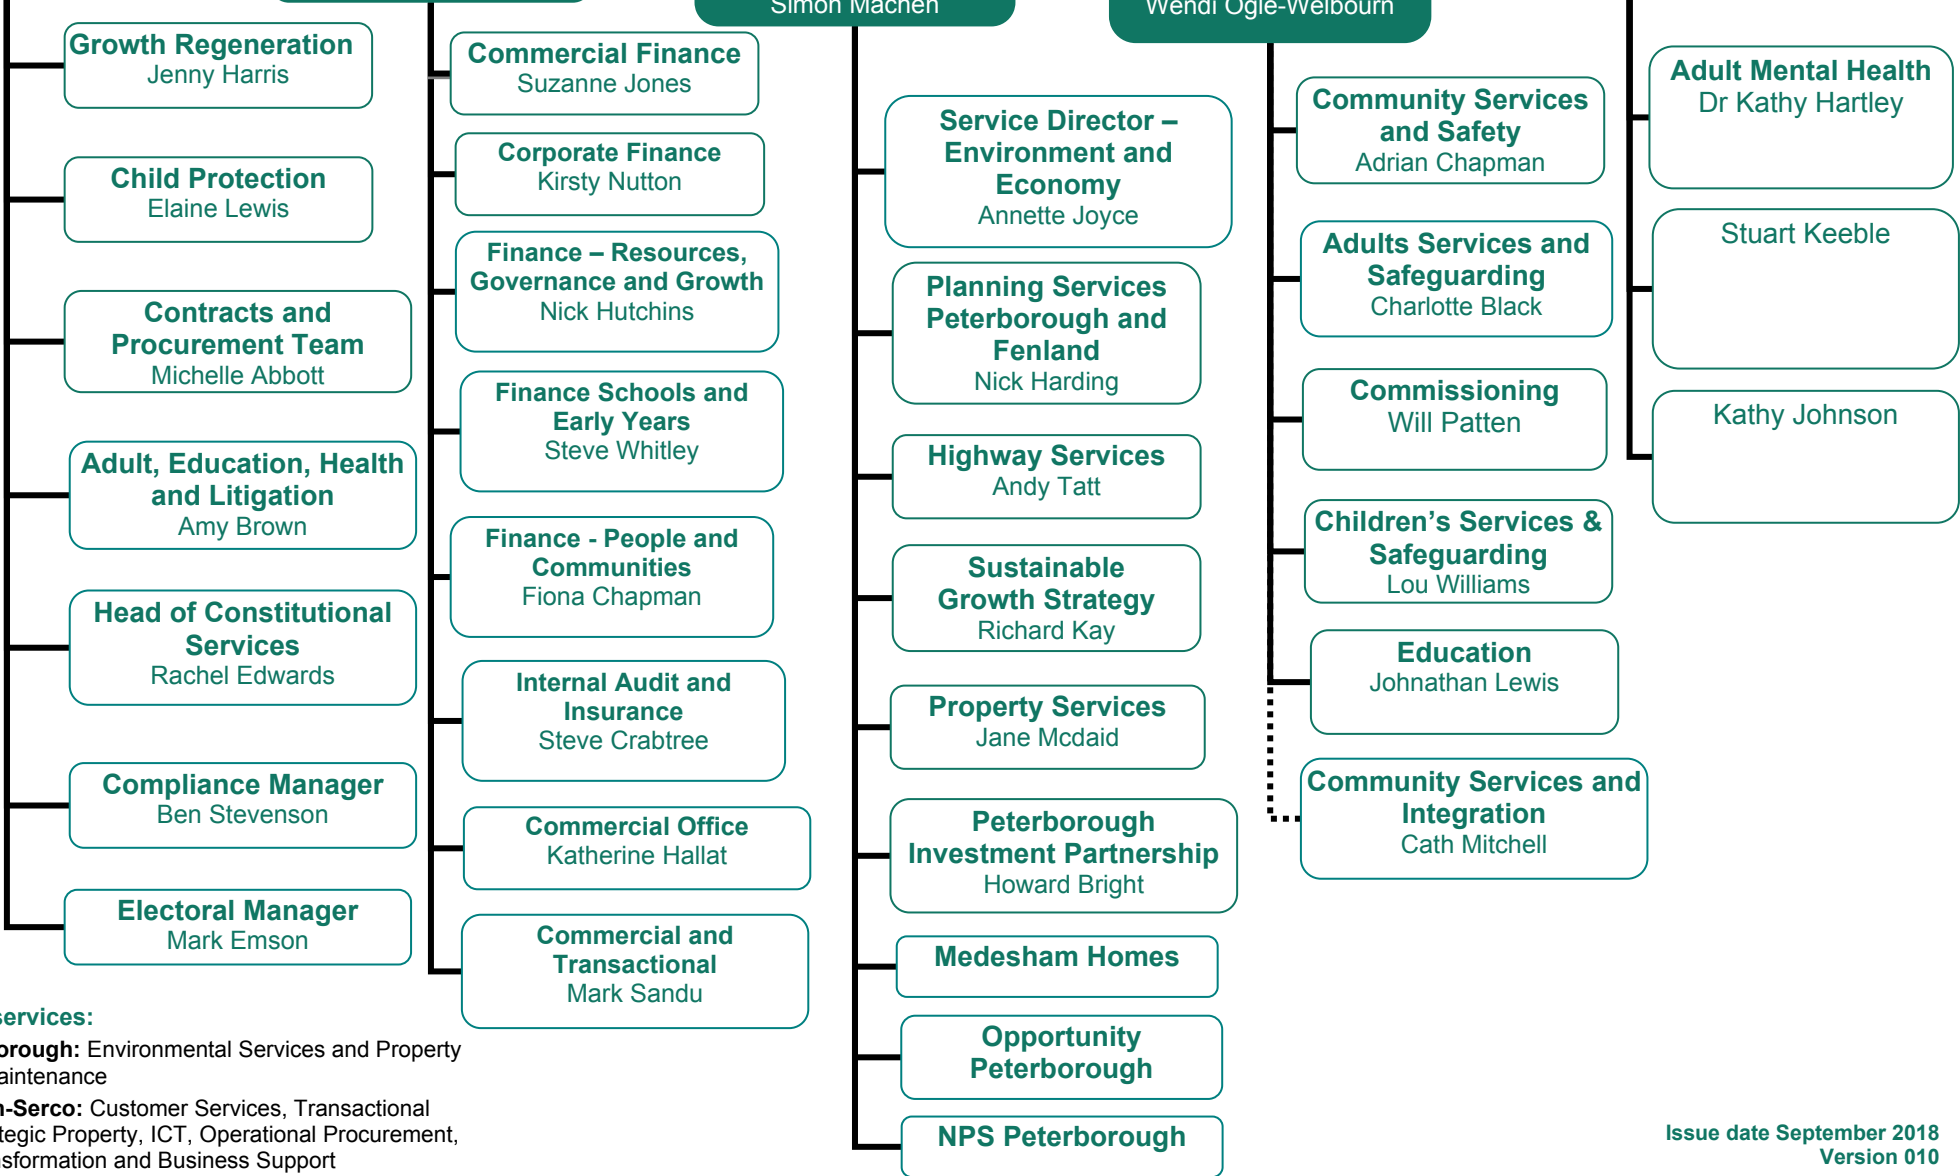 Simon Machen
Wendi Ogle-Welbourn
Growth Regeneration
Jenny Harris
Child Protection
Elaine Lewis
Contracts and
Procurement Team
Michelle Abbott
Adult, Education, Health
and Litigation
Amy Brown
Head of Constitutional
Services
Rachel Edwards
Compliance Manager
Ben Stevenson
Electoral Manager
Mark Emson
Commercial Finance
Suzanne Jones
Corporate Finance
Kirsty Nutton
Finance – Resources,
Governance and Growth
Nick Hutchins
Finance Schools and
Early Years
Steve Whitley
Finance - People and
Communities
Fiona Chapman
Internal Audit and
Insurance
Steve Crabtree
Commercial Office
Katherine Hallat
Commercial and
Transactional
Mark Sandu
Service Director –
Environment and
Economy
Annette Joyce
Planning Services
Peterborough and
Fenland
Nick Harding
Highway Services
Andy Tatt
Sustainable
Growth Strategy
Richard Kay
Property Services
Jane Mcdaid
Peterborough
Investment Partnership
Howard Bright
Medesham Homes
Opportunity
Peterborough
NPS Peterborough
Community Services
and Safety
Adrian Chapman
Adults Services and
Safeguarding
Charlotte Black
Commissioning
Will Patten
Children’s Services &
Safeguarding
Lou Williams
Education
Johnathan Lewis
Community Services and
Integration
Cath Mitchell
Adult Mental Health
Dr Kathy Hartley
Stuart Keeble
Kathy Johnson
services:
orough: Environmental Services and Property
aintenance
n-Serco: Customer Services, Transactional
tegic Property, ICT, Operational Procurement,
nsformation and Business Support
Issue date September 2018
Version 010